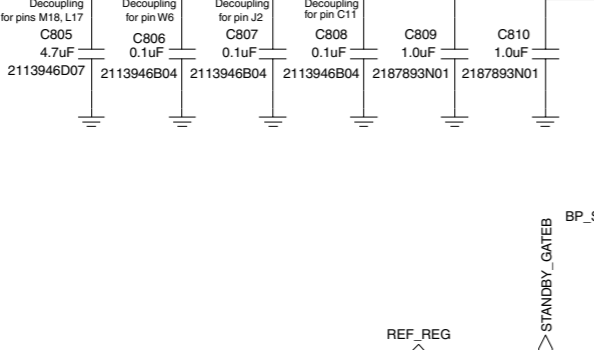 Decoupling
for pins M18, L17
C805
4.7uF
2113946D07
Decoupling
for pin W6
C806
0.1uF
2113946B04
Decoupling
for pin J2
C807
0.1uF
2113946B04
Decoupling
for pin C11
C808
0.1uF
2113946B04
C809
1.0uF
2187893N01
C810
1.0uF
2187893N01
BP_S
STANDBY_GATEB
REF_REG